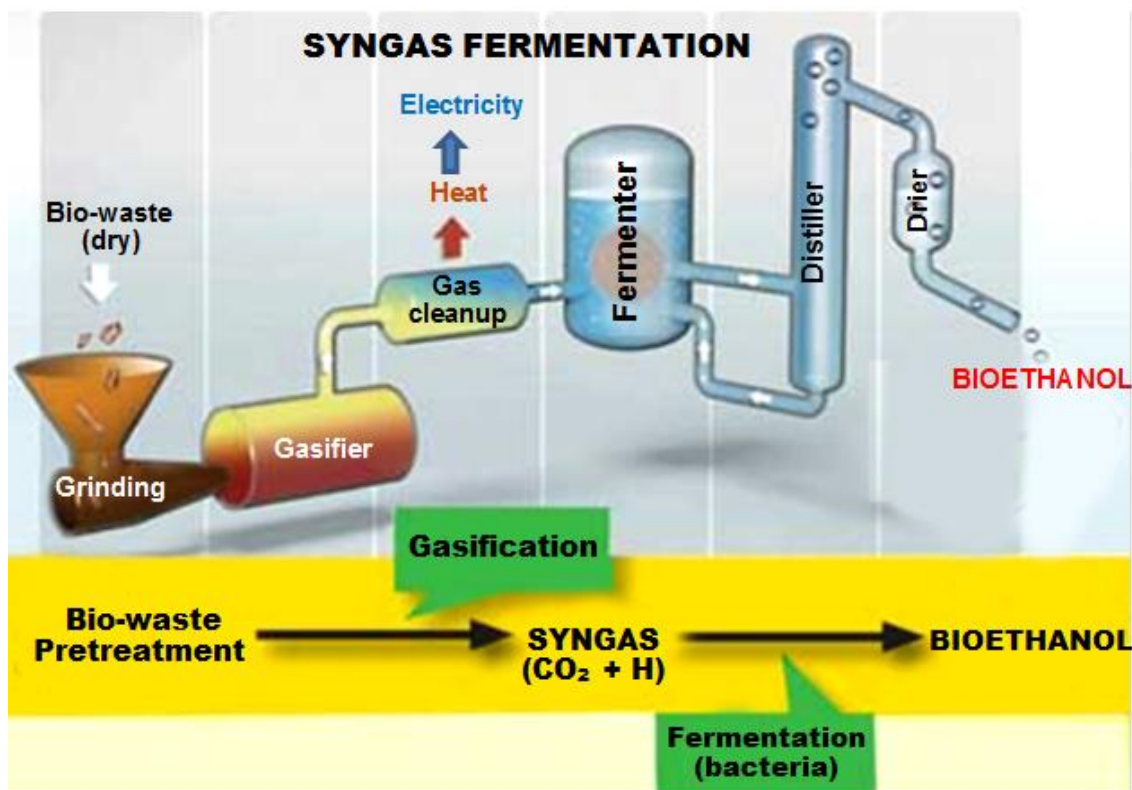 SYNGAS FERMENTATION
Electricity
Heat
Bio-waste
(dry)
Gas
cleanup
Fermenter
Distiller
Drier
BIOETHANOL
Gasifier
Grinding
Gasification
Bio-waste
Pretreatment
SYNGAS
(CO₂ + H)
BIOETHANOL
Fermentation
(bacteria)